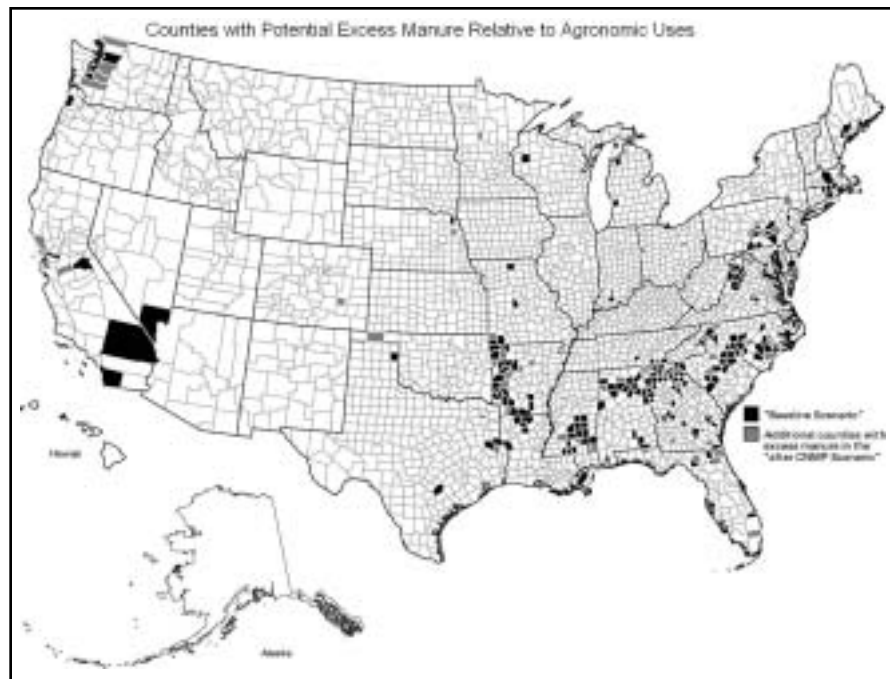 Counties with Potential Excess Manure Relative to Agronomic Uses
"Baseline Scenario"
Additional counties with
excess manure in the
"after CNMP Scenario"
Hawaii
Alaska